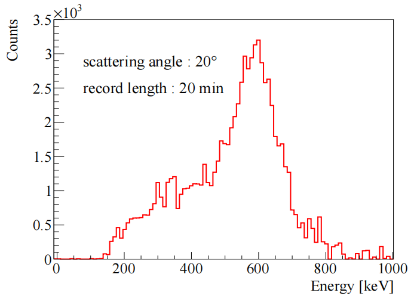 ×10³
Counts
3.5
3
2.5
2
1.5
1
0.5
0
scattering angle : 20°
record length : 20 min
0 200 400 600 800 1000
Energy [keV]